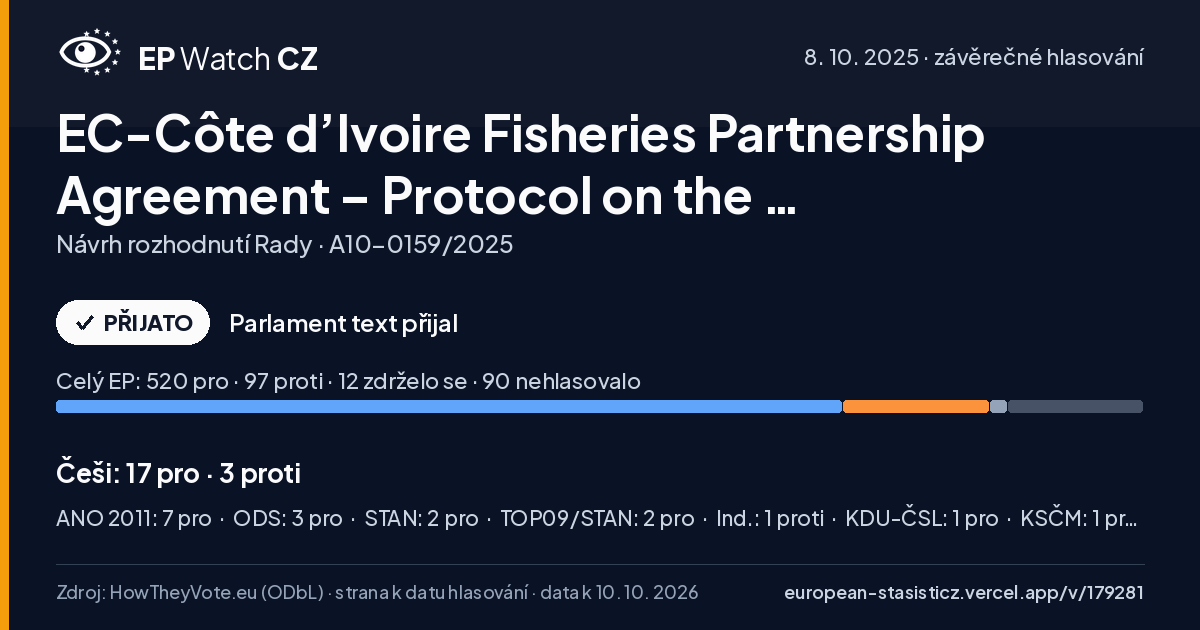 EP Watch CZ
8. 10. 2025 · závěrečné hlasování
EC-Côte d’Ivoire Fisheries Partnership
Agreement – Protocol on the …
Návrh rozhodnutí Rady · A10-0159/2025
✓ PŘIJATO
Parlament text přijal
Celý EP: 520 pro · 97 proti · 12 zdrželo se · 90 nehlasovalo
Češi: 17 pro · 3 proti
ANO 2011: 7 pro · ODS: 3 pro · STAN: 2 pro · TOP09/STAN: 2 pro · Ind.: 1 proti · KDU-ČSL: 1 pro · KSČM: 1 pr…
Zdroj: HowTheyVote.eu (ODbL) · strana k datu hlasování · data k 10. 10. 2026
european-stasisticz.vercel.app/v/179281